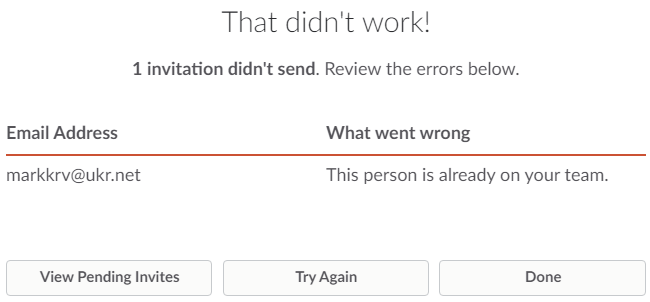 That didn't work!
1 invitation didn't send. Review the errors below.
Email Address What went wrong
markkrv@ukr.net This person is already on your team.
View Pending Invites Try Again Done